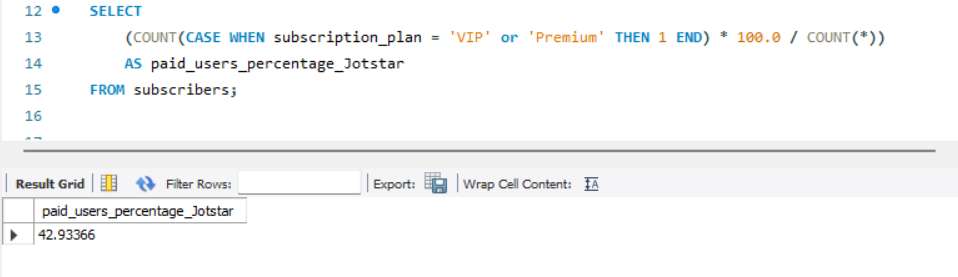 12 SELECT
13 (COUNT(CASE WHEN subscription_plan = 'VIP' or 'Premium' THEN 1 END) * 100.0 / COUNT(*))
14 AS paid_users_percentage_Jotstar
15 FROM subscribers;
16
Result Grid Filter Rows: Export: Wrap Cell Content: IA
paid_users_percentage_Jotstar
42.93366